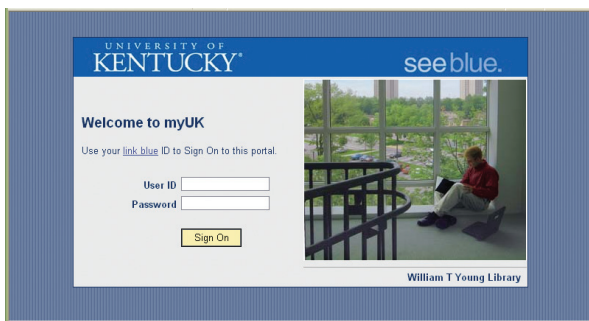 UNIVERSITY OF
KENTUCKY®
see blue.
Welcome to myUK
Use your link blue ID to Sign On to this portal.
User ID
Password
Sign On
William T Young Library